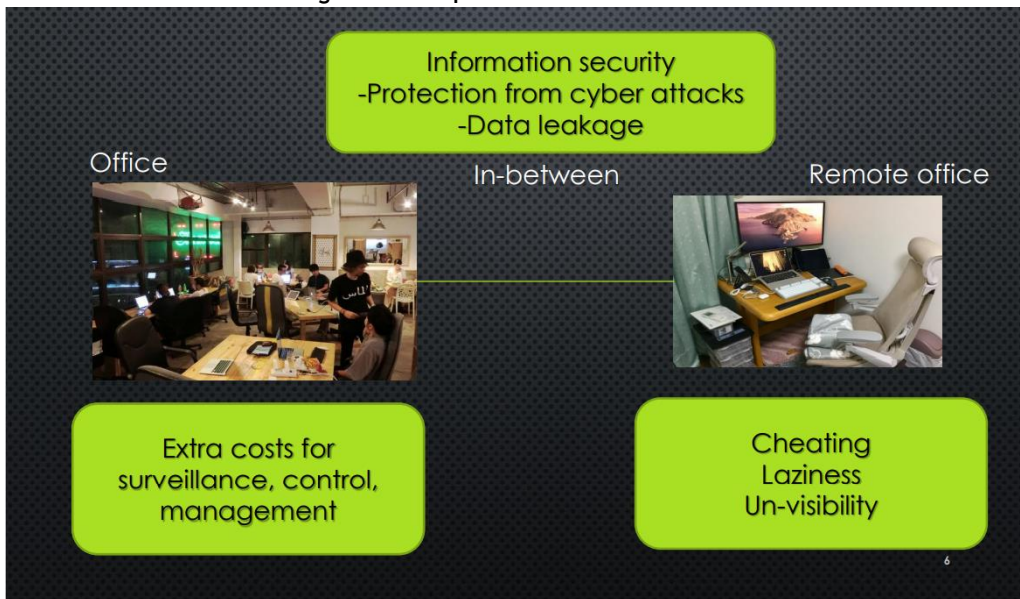 Information security
-Protection from cyber attacks
-Data leakage
Office
In-between
Remote office
Extra costs for
surveillance, control,
management
Cheating
Laziness
Un-visibility
6